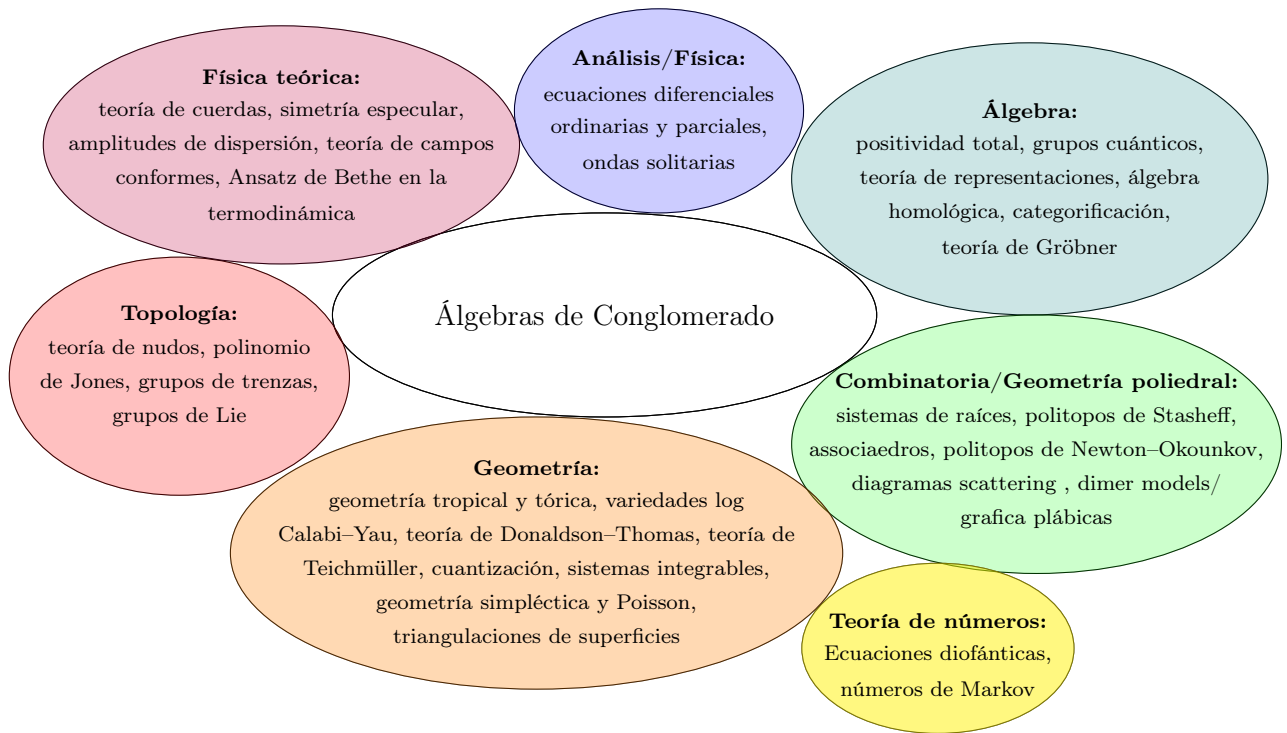 Física teórica:
teoría de cuerdas, simetría especular,
amplitudes de dispersión, teoría de campos
conformes, Ansatz de Bethe en la
termodinámica
Análisis/Física:
ecuaciones diferenciales
ordinarias y parciales,
ondas solitarias
Álgebra:
positividad total, grupos cuánticos,
teoría de representaciones, álgebra
homológica, categorificación,
teoría de Gröbner
Álgebras de Conglomerado
Topología:
teoría de nudos, polinomio
de Jones, grupos de trenzas,
grupos de Lie
Combinatoria/Geometría poliedral:
sistemas de raíces, politopos de Stasheff,
associaedros, politopos de Newton–Okounkov,
diagramas scattering , dimer models/
grafica plábicas
Geometría:
geometría tropical y tórica, variedades log
Calabi–Yau, teoría de Donaldson–Thomas, teoría de
Teichmüller, cuantización, sistemas integrables,
geometría simpléctica y Poisson,
triangulaciones de superficies
Teoría de números:
Ecuaciones diofánticas,
números de Markov